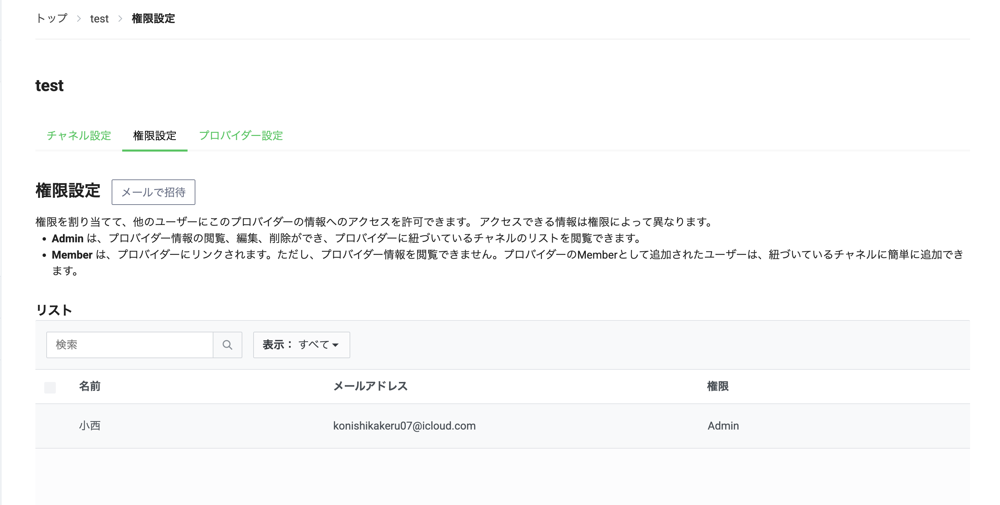 トップ > test > 権限設定
test
チャネル設定 権限設定 プロバイダー設定
権限設定 メールで招待
権限を割り当てて、他のユーザーにこのプロバイダーの情報へのアクセスを許可できます。 アクセスできる情報は権限によって異なります。
• Admin は、プロバイダー情報の閲覧、編集、削除ができ、プロバイダーに紐づいているチャネルのリストを閲覧できます。
• Member は、プロバイダーにリンクされます。ただし、プロバイダー情報を閲覧できません。プロバイダーのMemberとして追加されたユーザーは、紐づいているチャネルに簡単に追加でき
ます。
リスト
検索 表示： すべて
名前 メールアドレス 権限
小西 konishikakeru07@icloud.com Admin